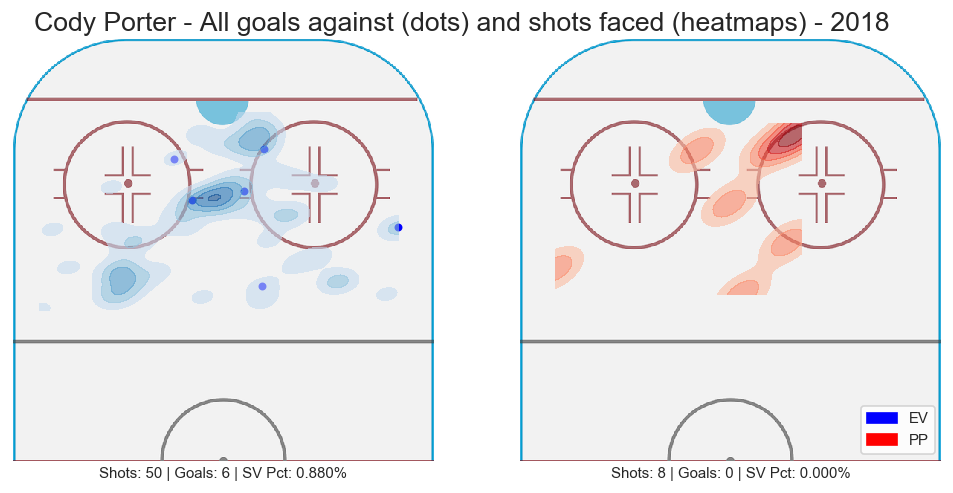 Cody Porter - All goals against (dots) and shots faced (heatmaps) - 2018
EV
PP
Shots: 50 | Goals: 6 | SV Pct: 0.880%
Shots: 8 | Goals: 0 | SV Pct: 0.000%